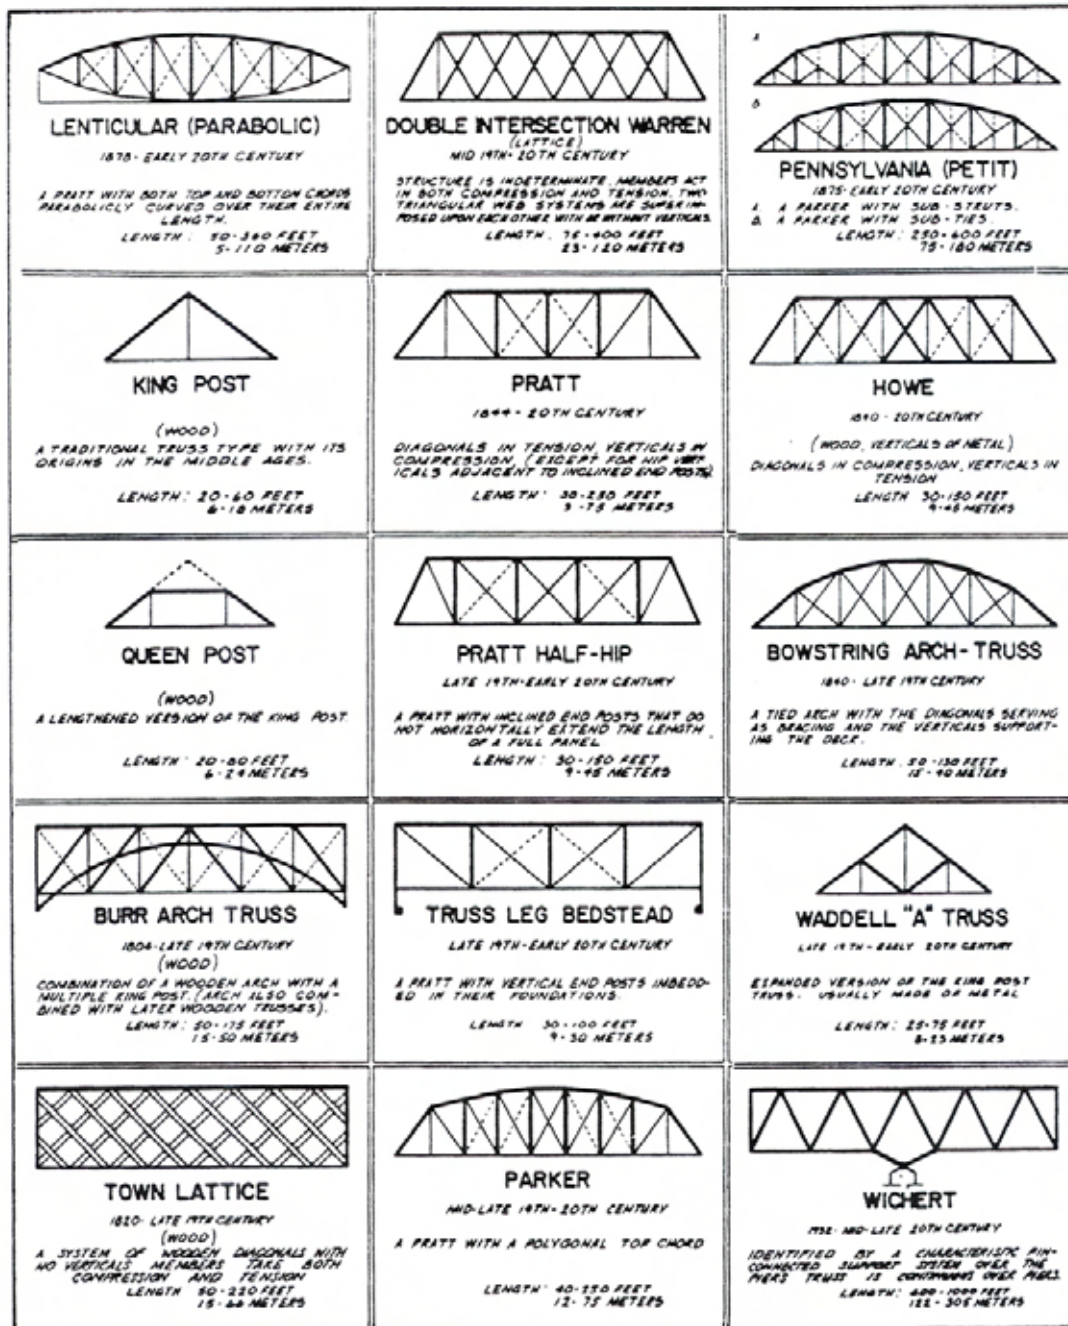 LENTICULAR (PARABOLIC)
1878-EARLY 20TH CENTURY
A PRATT WITH BOTH TOP AND BOTTOM CHORDS
PARABOLICLY CURVED OVER THEIR ENTIRE
LENGTH.
LENGTH: 50-360 FEET
5-110 METERS
DOUBLE INTERSECTION WARREN
(LATTICE)
MID 19TH-20TH CENTURY
STRUCTURE IS INDETERMINATE. MEMBERS ACT
IN BOTH COMPRESSION AND TENSION. TWO
TRIANGULAR WEB SYSTEMS ARE SUPERIM-
POSED UPON EACH OTHER WITH OR WITHOUT VERTICALS.
LENGTH. 75-400 FEET
23-120 METERS
A
B
PENNSYLVANIA (PETIT)
1875-EARLY 20TH CENTURY
A. A PARKER WITH SUB-STRUTS.
B. A PARKER WITH SUB-TIES.
LENGTH: 250-600 FEET
75-180 METERS
KING POST
(WOOD)
A TRADITIONAL TRUSS TYPE WITH ITS
ORIGINS IN THE MIDDLE AGES.
LENGTH: 20-60 FEET
6-18 METERS
PRATT
1844-20TH CENTURY
DIAGONALS IN TENSION, VERTICALS IN
COMPRESSION, (EXCEPT FOR HIP VERT-
ICALS ADJACENT TO INCLINED END POSTS).
LENGTH: 30-250 FEET
9-75 METERS
HOWE
1840-20TH CENTURY
(WOOD, VERTICALS OF METAL)
DIAGONALS IN COMPRESSION, VERTICALS IN
TENSION
LENGTH 30-150 FEET
9-45 METERS
QUEEN POST
(WOOD)
A LENGTHENED VERSION OF THE KING POST
LENGTH: 20-80 FEET
6-24 METERS
PRATT HALF-HIP
LATE 19TH-EARLY 20TH CENTURY
A PRATT WITH INCLINED END POSTS THAT DO
NOT HORIZONTALLY EXTEND THE LENGTH
OF A FULL PANEL.
LENGTH: 30-150 FEET
9-45 METERS
BOWSTRING ARCH-TRUSS
1840-LATE 19TH CENTURY
A TIED ARCH WITH THE DIAGONALS SERVING
AS BRACING AND THE VERTICALS SUPPORT-
ING THE DECK.
LENGTH: 50-130 FEET
15-40 METERS
BURR ARCH TRUSS
1804-LATE 19TH CENTURY
(WOOD)
COMBINATION OF A WOODEN ARCH WITH A
MULTIPLE KING POST. (ARCH ALSO COM-
BINED WITH LATER WOODEN TRUSSES).
LENGTH: 50-175 FEET
15-50 METERS
TRUSS LEG BEDSTEAD
LATE 19TH-EARLY 20TH CENTURY
A PRATT WITH VERTICAL END POSTS IMBEDD-
ED IN THEIR FOUNDATIONS.
LENGTH 30-100 FEET
9-30 METERS
WADDELL "A" TRUSS
LATE 19TH-EARLY 20TH CENTURY
EXPANDED VERSION OF THE KING POST
TRUSS. USUALLY MADE OF METAL
LENGTH: 25-75 FEET
8-23 METERS
TOWN LATTICE
1820-LATE 19TH CENTURY
(WOOD)
A SYSTEM OF WOODEN DIAGONALS WITH
NO VERTICALS MEMBERS TAKE BOTH
COMPRESSION AND TENSION
LENGTH 50-220 FEET
15-66 METERS
PARKER
MID-LATE 19TH-20TH CENTURY
A PRATT WITH A POLYGONAL TOP CHORD
LENGTH: 40-250 FEET
12-75 METERS
WICHERT
1932-MID-LATE 20TH CENTURY
IDENTIFIED BY A CHARACTERISTIC PIN-
CONNECTED SUPPORT SYSTEM OVER THE
PIERS. TRUSS IS CONTINUOUS OVER PIERS.
LENGTH: 400-1000 FEET
122-305 METERS